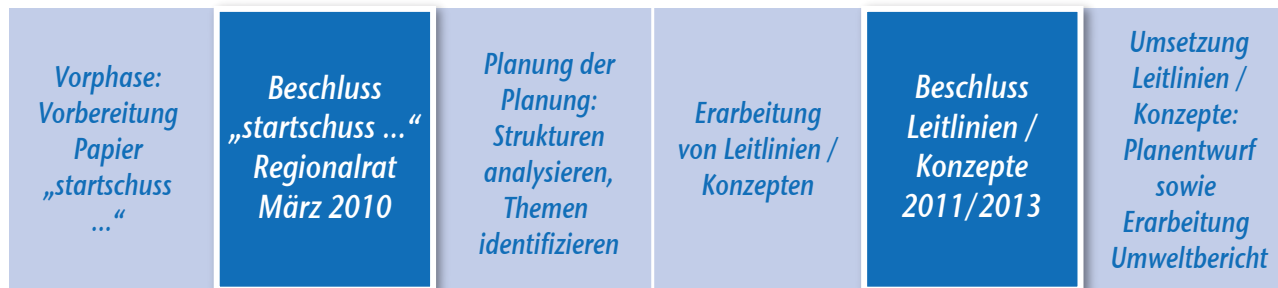 Vorphase:
Vorbereitung
Papier
„startschuss
...“
Beschluss
„startschuss ...“
Regionalrat
März 2010
Planung der
Planung:
Strukturen
analysieren,
Themen
identifizieren
Erarbeitung
von Leitlinien /
Konzepten
Beschluss
Leitlinien /
Konzepte
2011/2013
Umsetzung
Leitlinien /
Konzepte:
Planentwurf
sowie
Erarbeitung
Umweltbericht